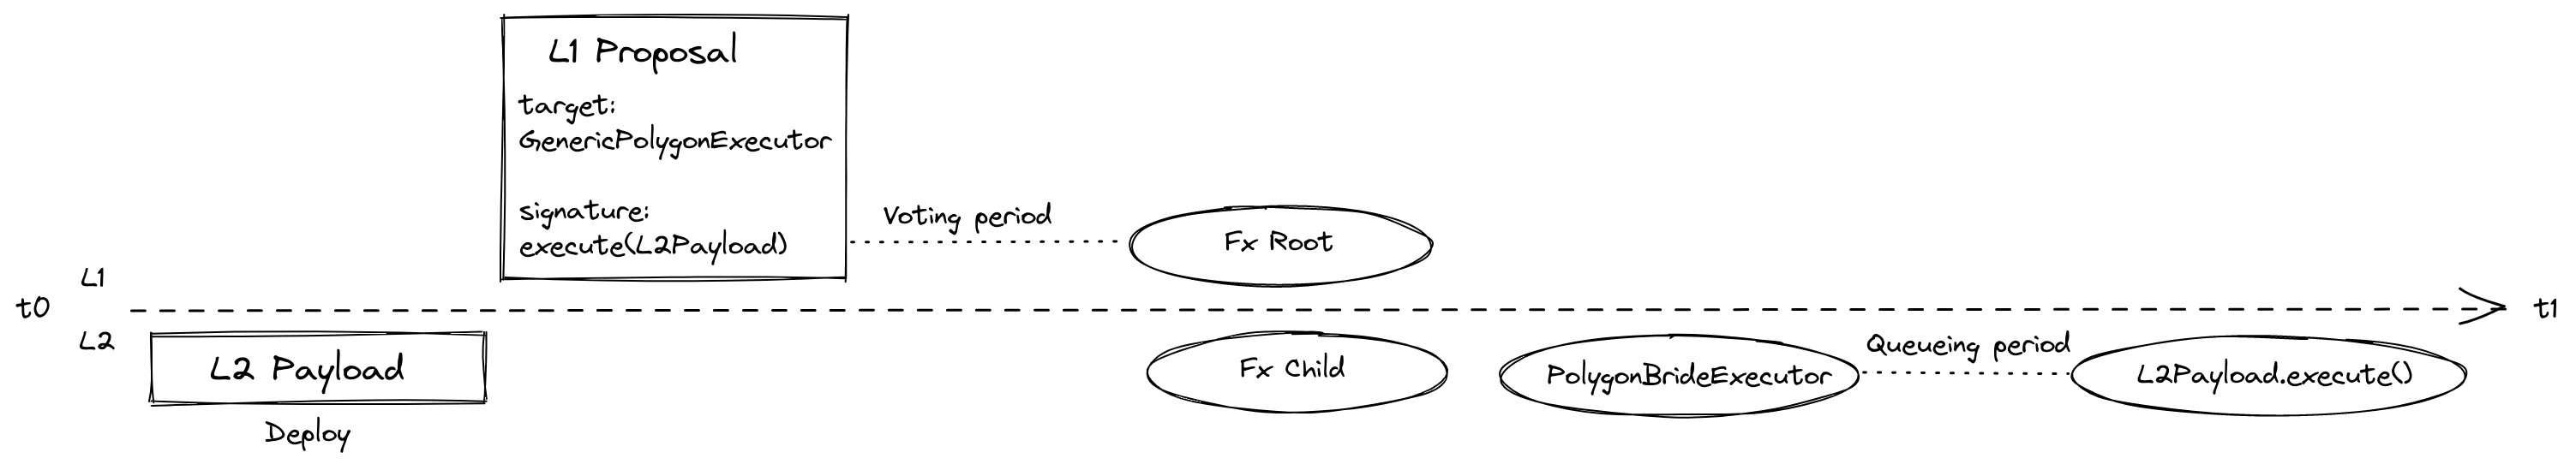 L1 Proposal
target:
GenericPolygonExecutor
signature:
execute(L2Payload)
Voting period
Fx Root
L1
t0
t1
L2
L2 Payload
Deploy
Fx Child
PolygonBrideExecutor
Queueing period
L2Payload.execute()